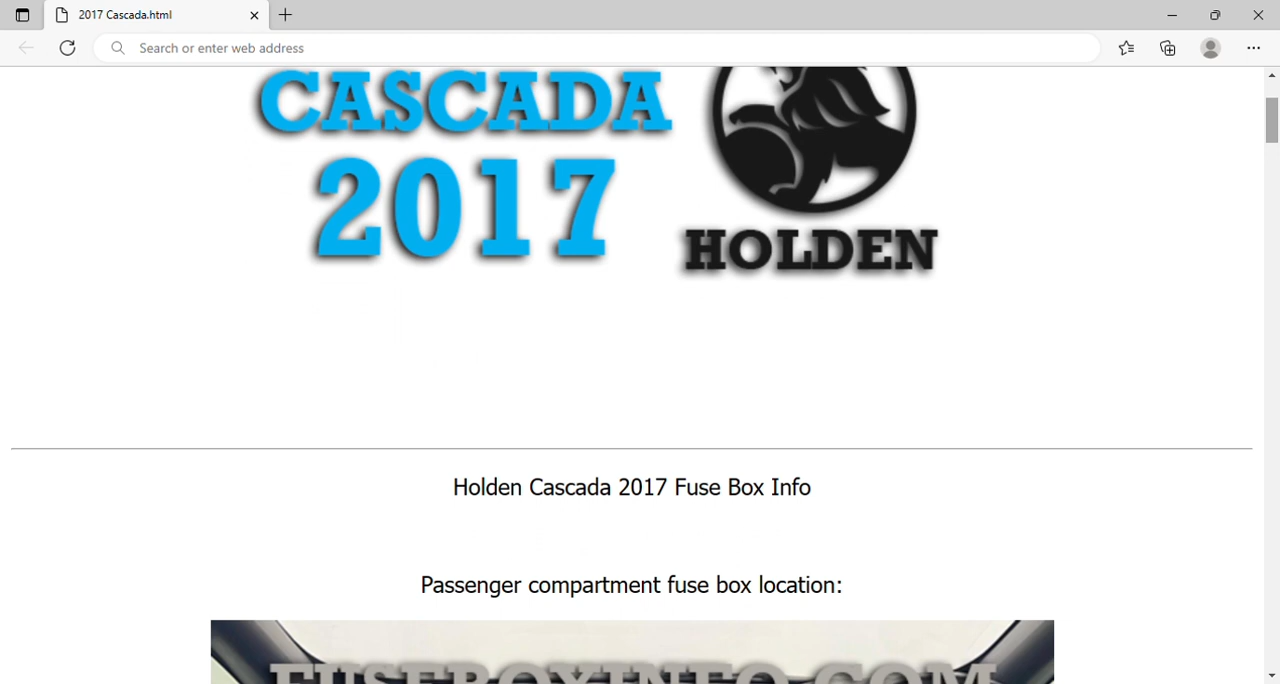 2017 Cascada.html
Search or enter web address
CASCADA
2017
HOLDEN
Holden Cascada 2017 Fuse Box Info
Passenger compartment fuse box location:
FUSEBOXINFO.COM